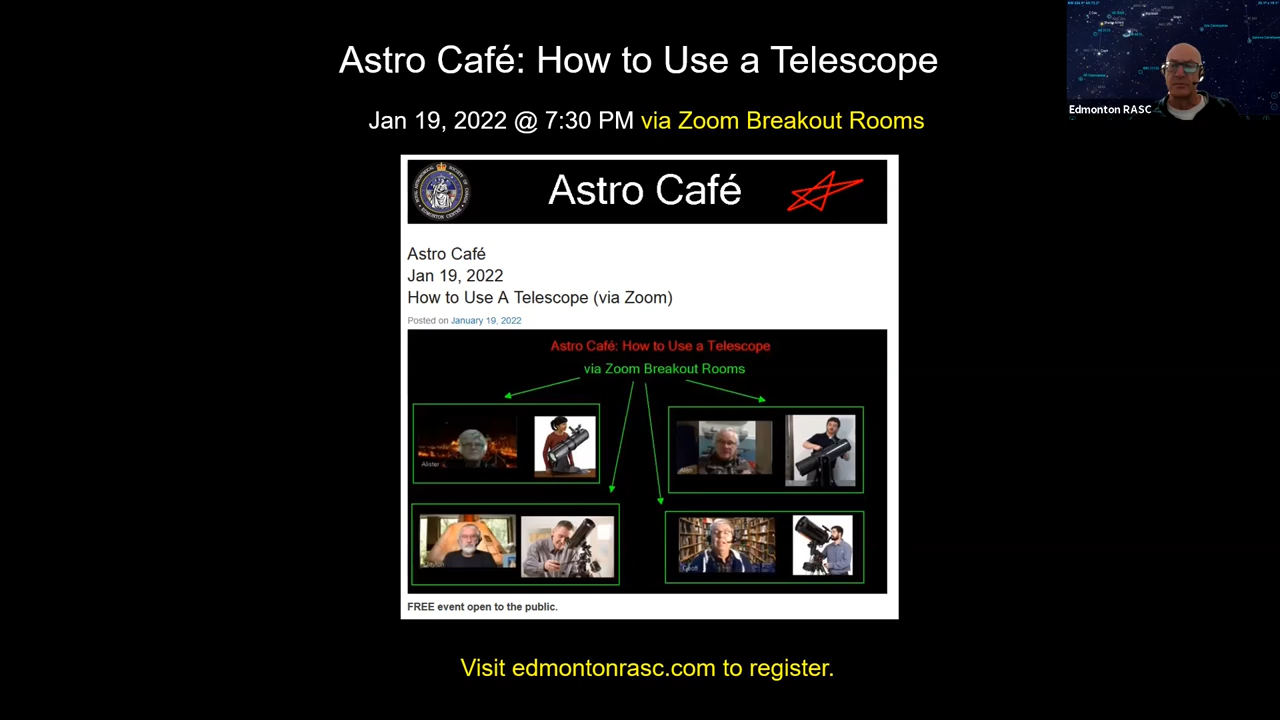 Astro Café: How to Use a Telescope
Jan 19, 2022 @ 7:30 PM via Zoom Breakout Rooms
Edmonton RASC
Astro Café
Astro Café
Jan 19, 2022
How to Use A Telescope (via Zoom)
Posted on January 19, 2022
Astro Café: How to Use a Telescope
via Zoom Breakout Rooms
Alister
FREE event open to the public.
Visit edmontonrasc.com to register.